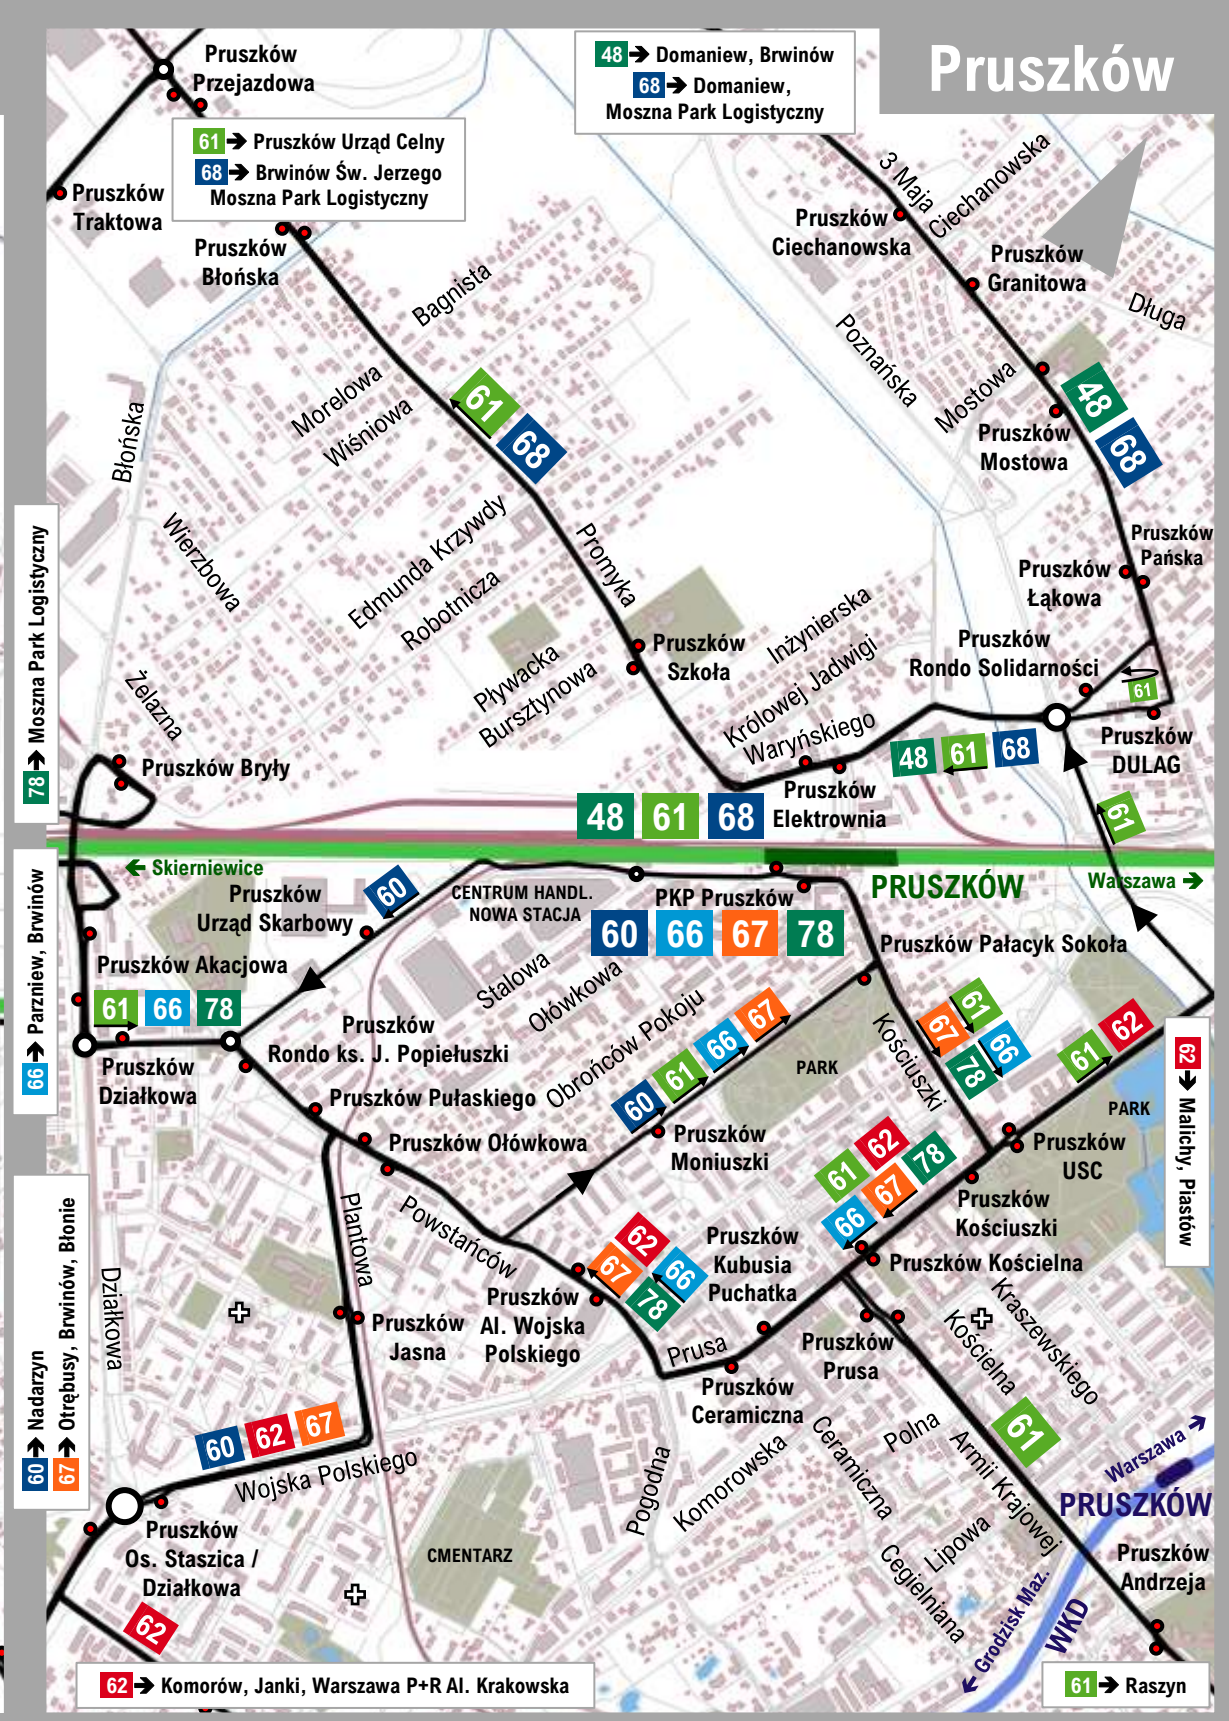 Pruszków
Pruszków
Przejazdowa
48 → Domaniew, Brwinów
68 → Domaniew,
Moszna Park Logistyczny
61 → Pruszków Urząd Celny
68 → Brwinów Św. Jerzego
Moszna Park Logistyczny
Pruszków
Traktowa
Pruszków
Błońska
3 Maja
Ciechanowska
Pruszków
Ciechanowska
Pruszków
Granitowa
Bagnista
Długa
Poznańska
Morelowa
Wiśniowa
Mostowa
61
68
48
68
Pruszków
Mostowa
Błońska
Wierzbowa
Edmunda Krzywdy
Robotnicza
Promyka
Pruszków
Pańska
Pruszków
Łąkowa
78 → Moszna Park Logistyczny
Inżynierska
Królowej Jadwigi
Waryńskiego
Pruszków
Szkoła
Pruszków
Rondo Solidarności
61
Pływacka
Bursztynowa
Żelazna
Pruszków Bryły
48
61
68
Pruszków
DULAG
Pruszków
Elektrownia
48
61
68
61
← Skierniewice
PRUSZKÓW
Warszawa →
66 → Parzniew, Brwinów
Pruszków
Urząd Skarbowy
60
CENTRUM HANDL.
NOWA STACJA
PKP Pruszków
60
66
67
78
Pruszków Pałacyk Sokoła
Pruszków Akacjowa
61
66
78
Stalowa
Ołówkowa
Obrońców Pokoju
Kościuszki
Pruszków
Rondo ks. J. Popiełuszki
Pruszków
Działkowa
60
61
66
67
67
61
78
66
61
62
PARK
PARK
62 → Malichy, Piastów
Pruszków Pułaskiego
Pruszków Ołówkowa
Pruszków
Moniuszki
Pruszków
USC
61
62
66
67
78
Pruszków
Kościuszki
Plantowa
Powstańców
60 → Nadarzyn
67 → Otrębusy, Brwinów, Błonie
Działkowa
62
66
67
78
Pruszków
Kubusia
Puchatka
Pruszków Kościelna
Pruszków
Al. Wojska
Polskiego
Pruszków
Jasna
Prusa
Pruszków
Prusa
Kościelna
Kraszewskiego
Pruszków
Ceramiczna
60
62
67
Wojska Polskiego
61
Polna
Ceramiczna
Armii Krajowej
Pogodna
Komorowska
Lipowa
Cegielniana
Warszawa →
PRUSZKÓW
Pruszków
Os. Staszica /
Działkowa
CMENTARZ
Pruszków
Andrzeja
← Grodzisk Maz.
WKD
62
62 → Komorów, Janki, Warszawa P+R Al. Krakowska
61 → Raszyn